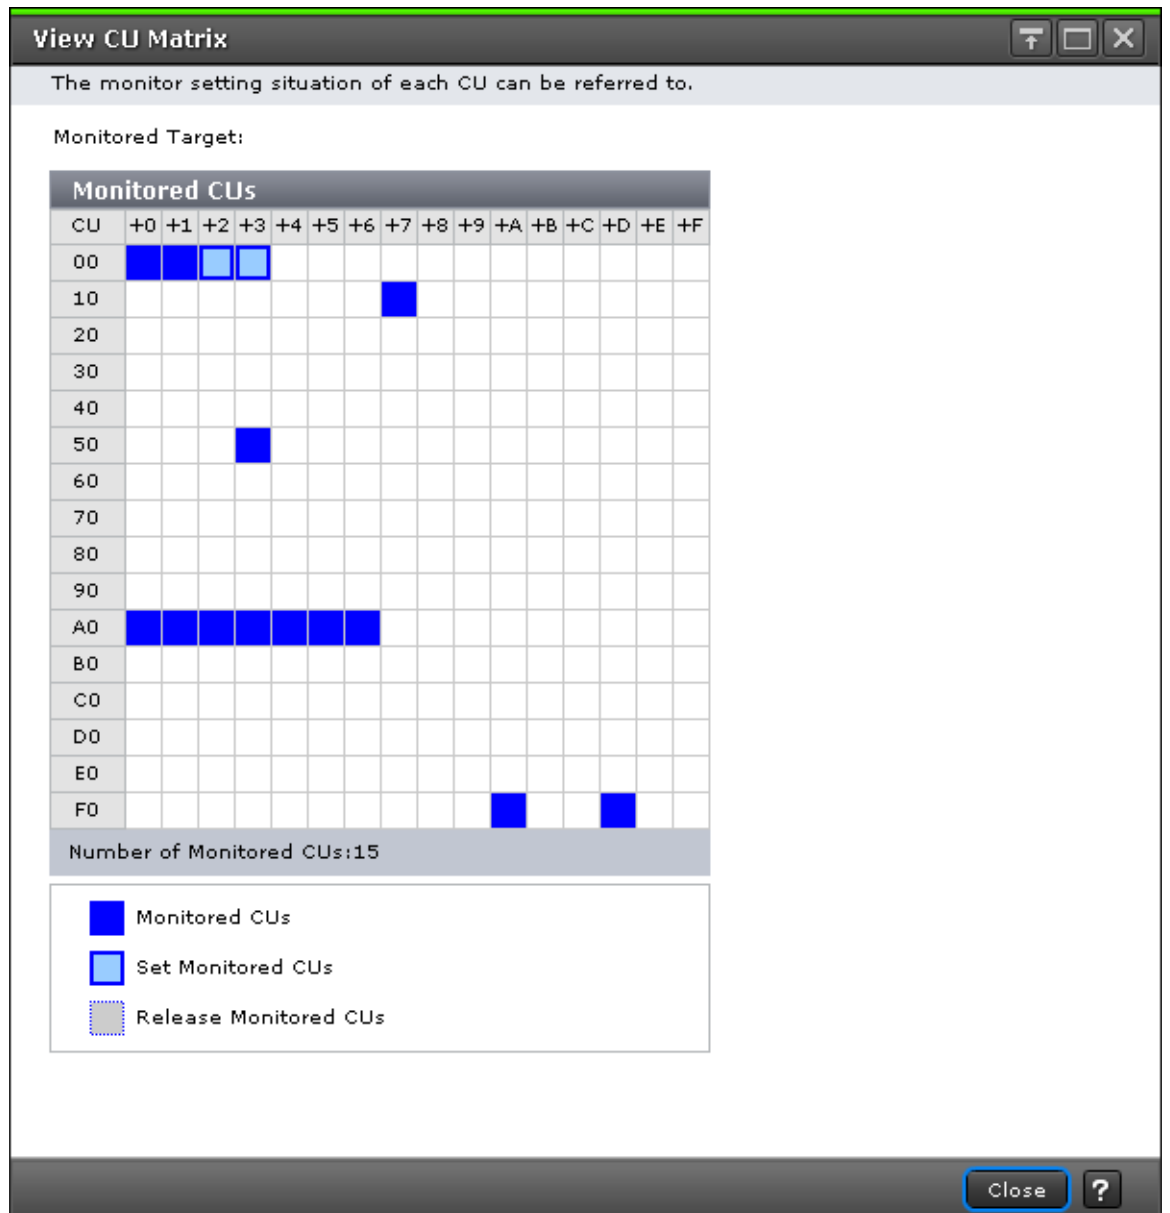 View CU Matrix
The monitor setting situation of each CU can be referred to.
Monitored Target:
Monitored CUs
CU +0 +1 +2 +3 +4 +5 +6 +7 +8 +9 +A +B +C +D +E +F
00
10
20
30
40
50
60
70
80
90
A0
B0
C0
D0
E0
F0
Number of Monitored CUs:15
Monitored CUs
Set Monitored CUs
Release Monitored CUs
Close ?